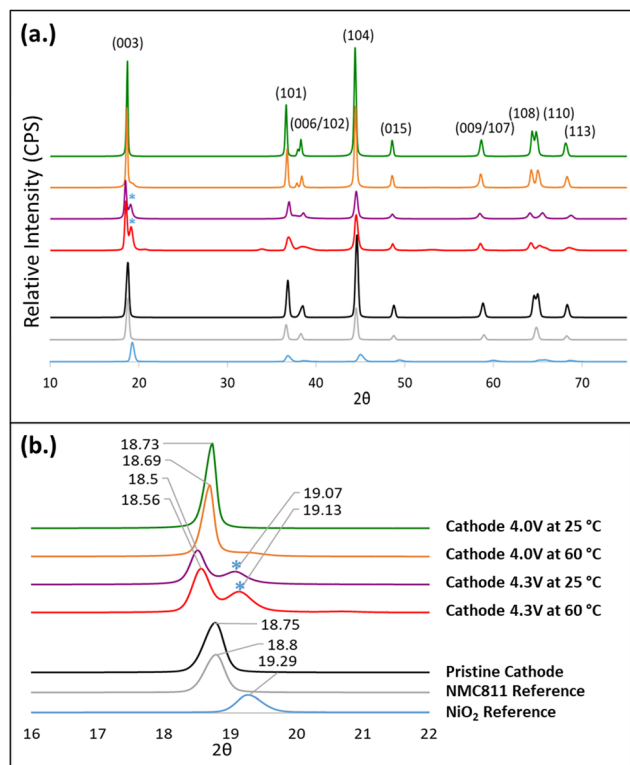 (a.)
(104)
(003)
(101)
(006/102)
(015)
(009/107)
(108) (110)
(113)
*
*
Relative Intensity (CPS)
10 20 30 40 50 60 70
2θ
(b.)
18.73
18.69
18.5
18.56
19.07
19.13
*
*
18.75
18.8
19.29
Cathode 4.0V at 25 °C
Cathode 4.0V at 60 °C
Cathode 4.3V at 25 °C
Cathode 4.3V at 60 °C
Pristine Cathode
NMC811 Reference
NiO₂ Reference
16 17 18 19 20 21 22
2θ